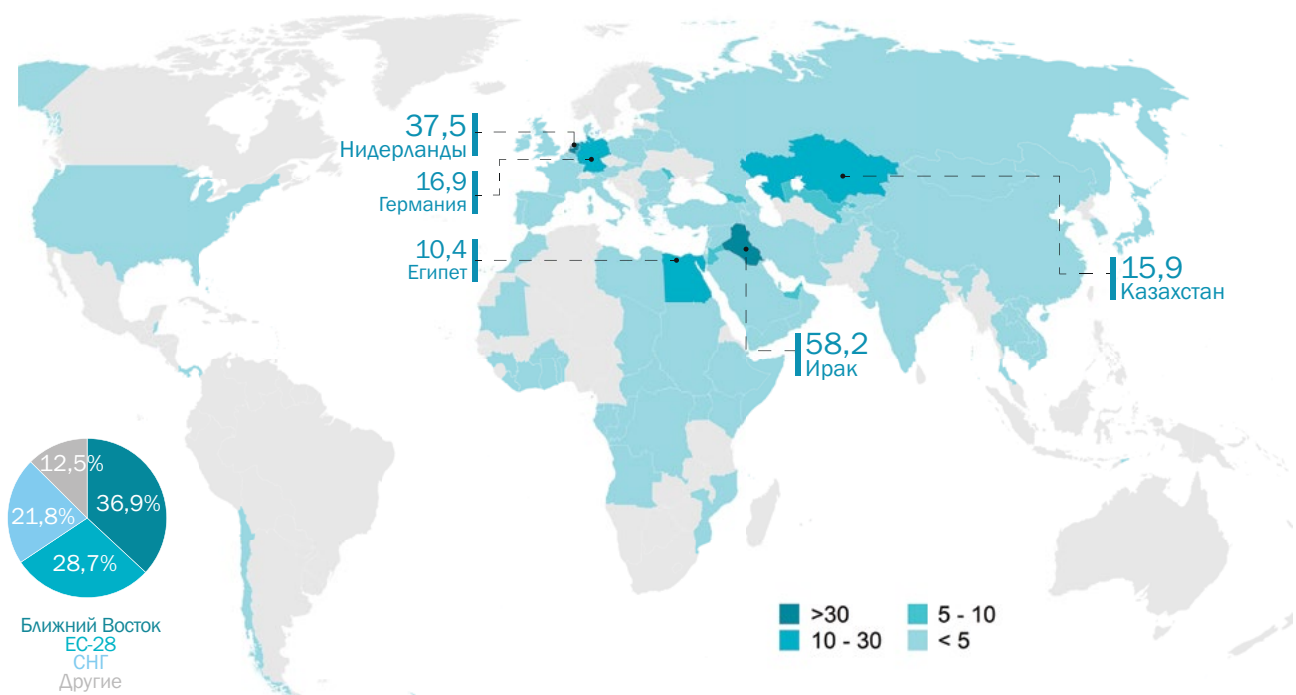 37,5
Нидерланды
16,9
Германия
10,4
Египет
15,9
Казахстан
58,2
Ирак
12,5%
36,9%
21,8%
28,7%
Ближний Восток
ЕС-28
СНГ
Другие
>30
5 - 10
10 - 30
< 5